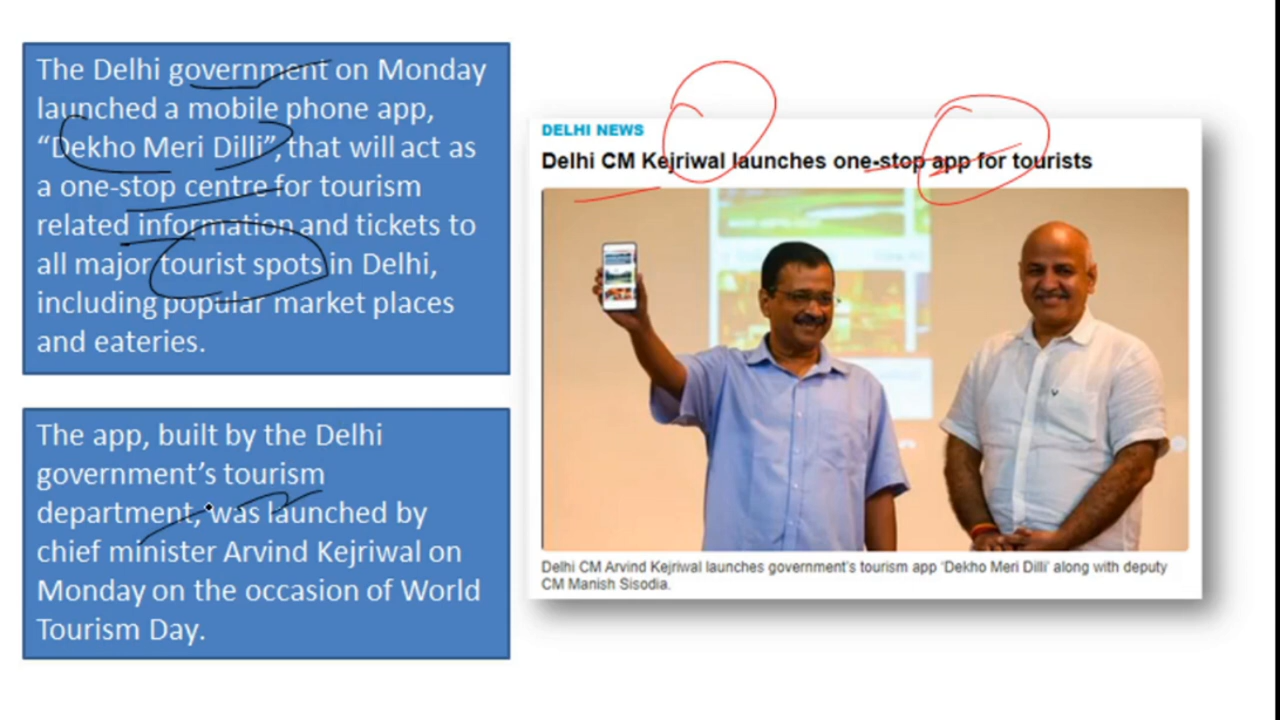 The Delhi government on Monday
launched a mobile phone app,
“Dekho Meri Dilli”, that will act as
a one-stop centre for tourism
related information and tickets to
all major tourist spots in Delhi,
including popular market places
and eateries.
The app, built by the Delhi
government’s tourism
department, was launched by
chief minister Arvind Kejriwal on
Monday on the occasion of World
Tourism Day.
DELHI NEWS
Delhi CM Kejriwal launches one-stop app for tourists
Delhi CM Arvind Kejriwal launches government’s tourism app ‘Dekho Meri Dilli’ along with deputy
CM Manish Sisodia.